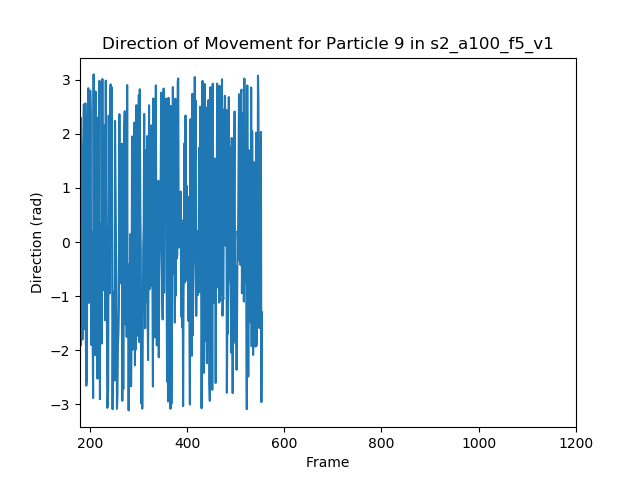 Direction of Movement for Particle 9 in s2_a100_f5_v1
3
2
1
0
−1
−2
−3
Direction (rad)
200 400 600 800 1000 1200
Frame